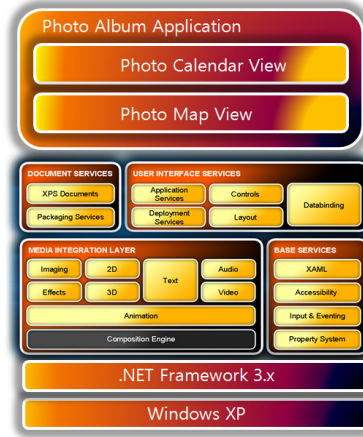 Photo Album Application
Photo Calendar View
Photo Map View
DOCUMENT SERVICES
XPS Documents
Packaging Services
USER INTERFACE SERVICES
Application
Services
Controls
Deployment
Services
Layout
Databinding
MEDIA INTEGRATION LAYER
Imaging
2D
Text
Audio
Effects
3D
Video
Animation
Composition Engine
BASE SERVICES
XAML
Accessibility
Input & Eventing
Property System
.NET Framework 3.x
Windows XP